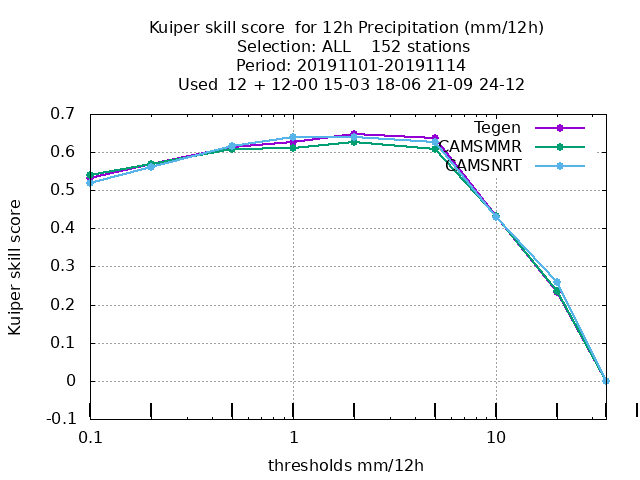 Kuiper skill score  for 12h Precipitation (mm/12h)
Selection: ALL    152 stations
Period: 20191101-20191114
Used  12 + 12-00 15-03 18-06 21-09 24-12
Tegen
CAMSMMR
CAMSNRT
Kuiper skill score
0.7
0.6
0.5
0.4
0.3
0.2
0.1
0
-0.1
0.1
1
10
thresholds mm/12h